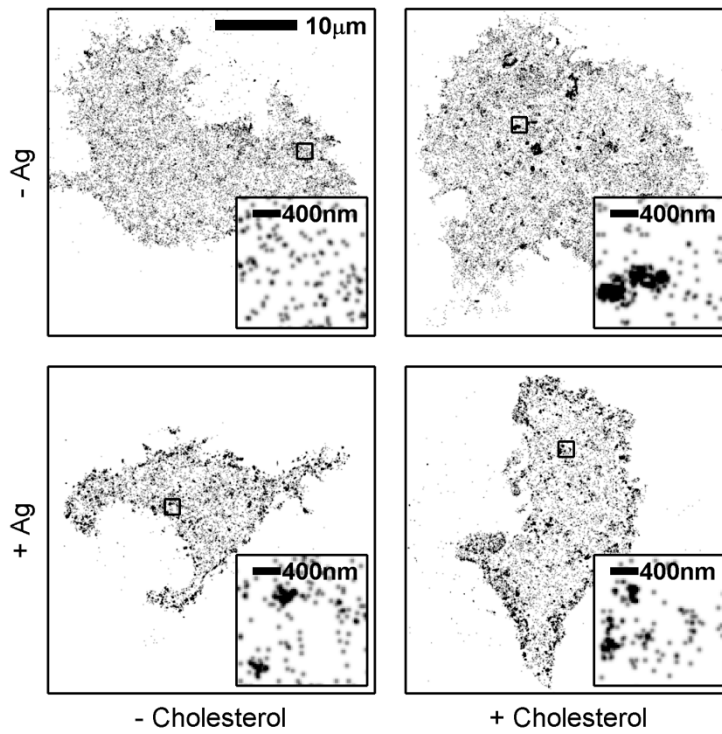 10μm
- Ag
400nm
400nm
+ Ag
400nm
400nm
- Cholesterol
+ Cholesterol